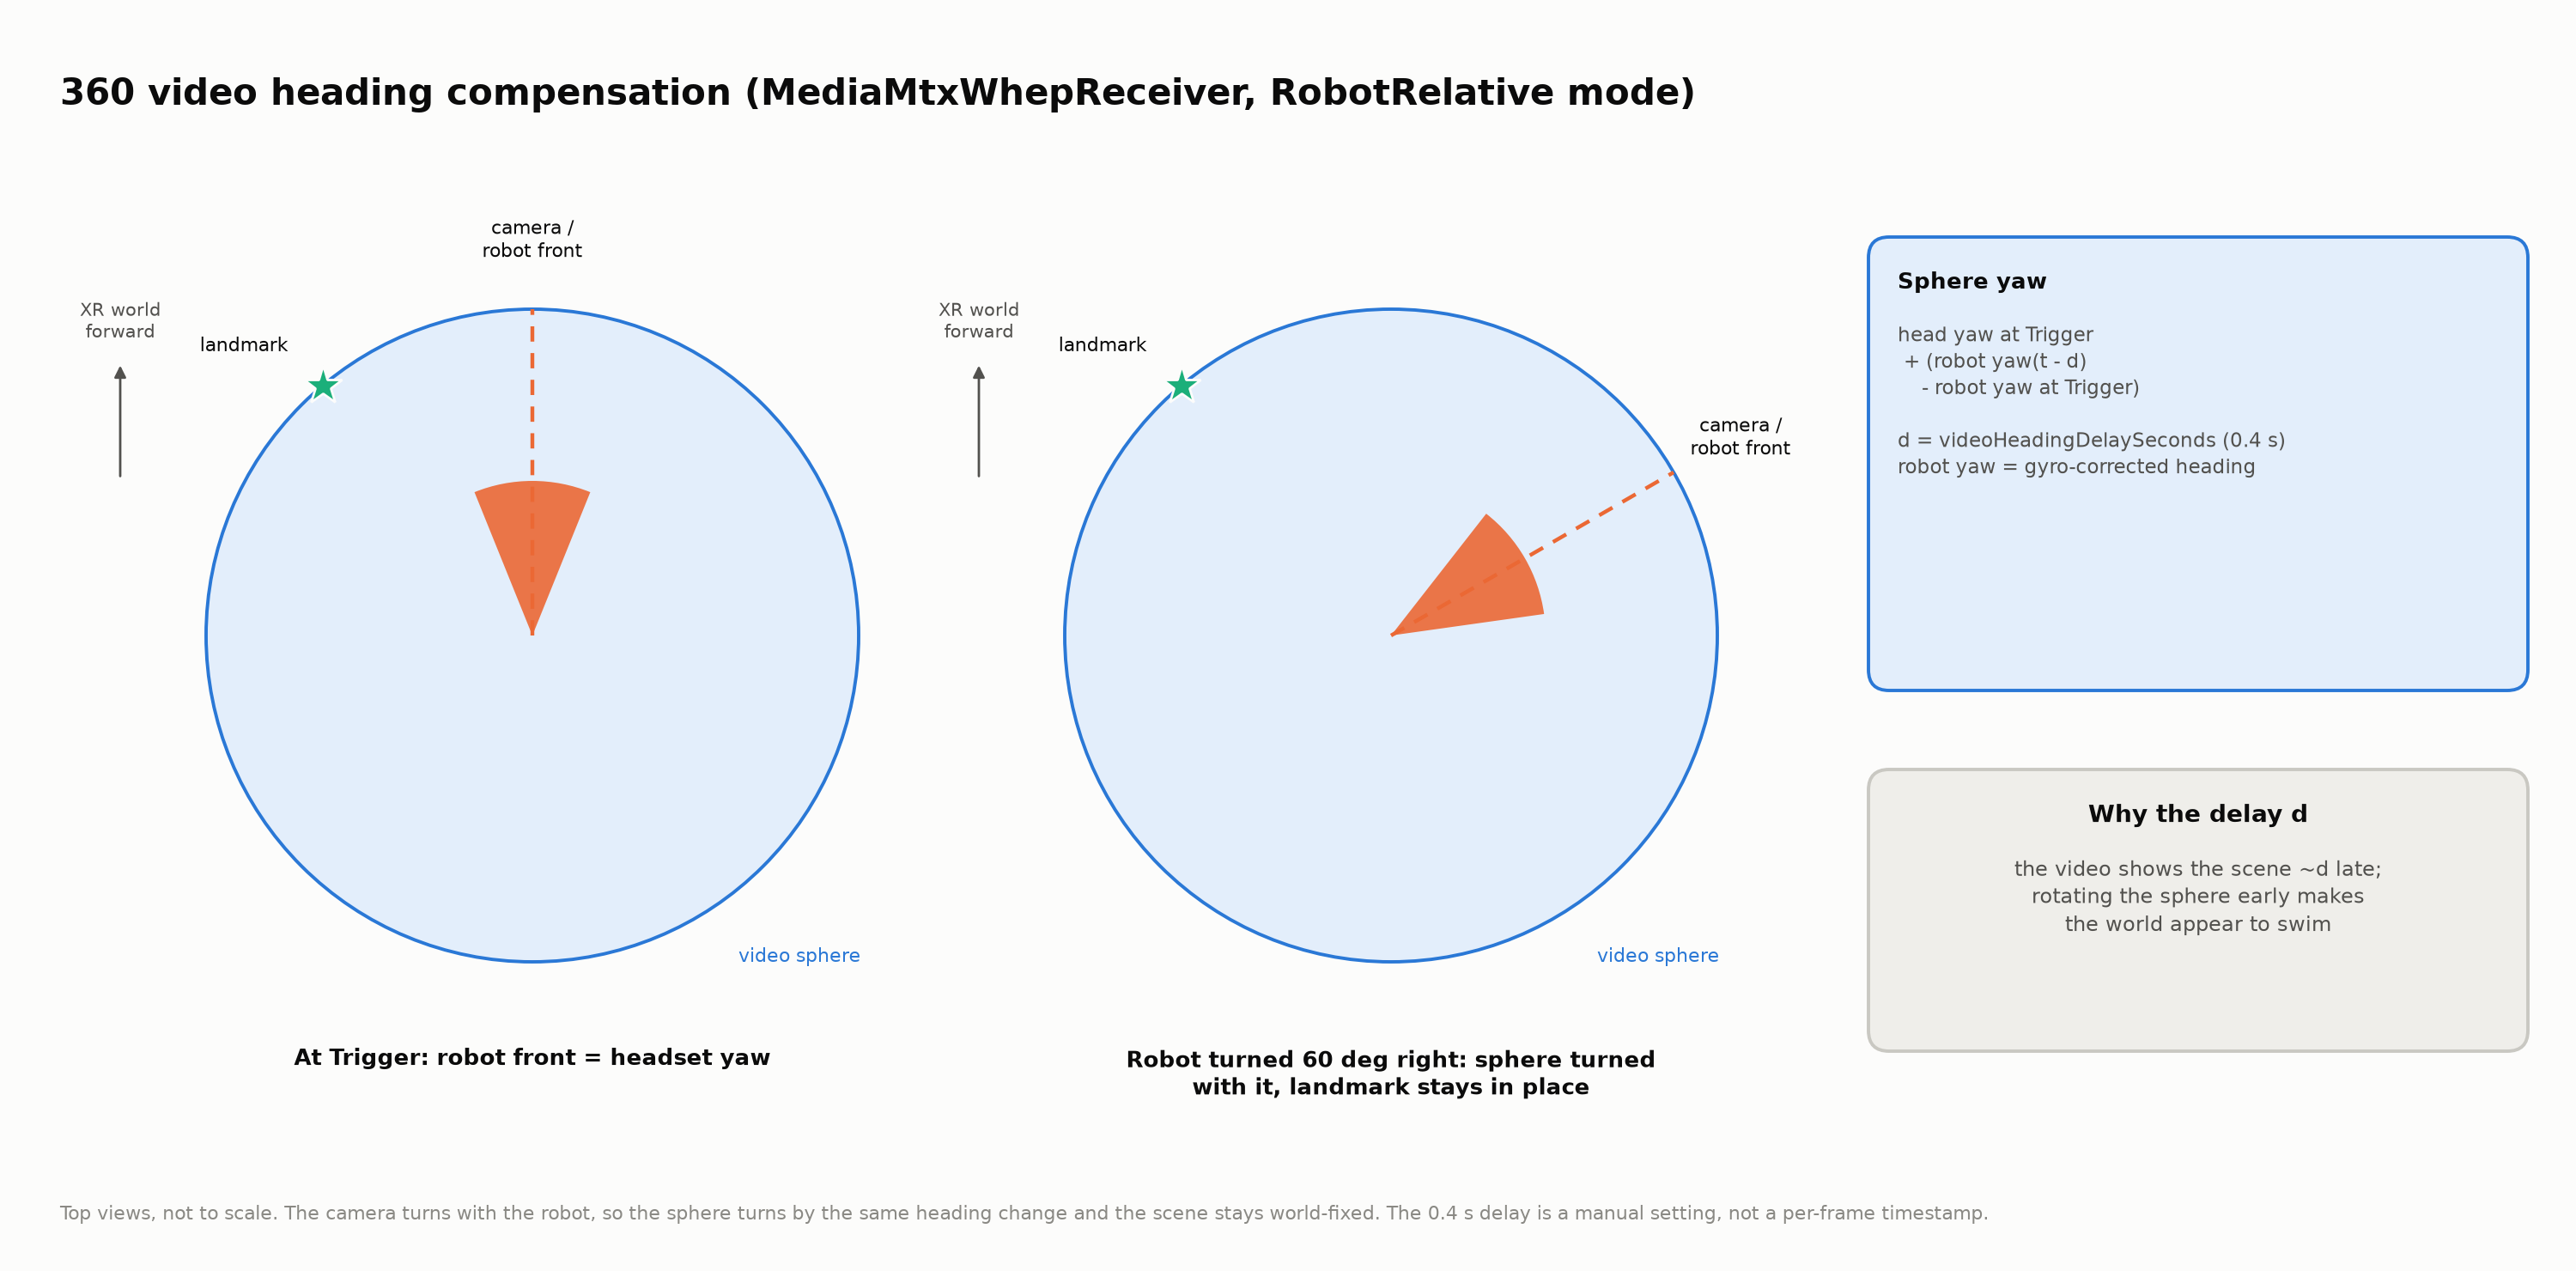 360 video heading compensation (MediaMtxWhepReceiver, RobotRelative mode)
camera /
robot front
XR world
forward
landmark
video sphere
At Trigger: robot front = headset yaw
XR world
forward
landmark
camera /
robot front
video sphere
Robot turned 60 deg right: sphere turned
with it, landmark stays in place
Sphere yaw
head yaw at Trigger
+ (robot yaw(t - d)
- robot yaw at Trigger)
d = videoHeadingDelaySeconds (0.4 s)
robot yaw = gyro-corrected heading
Why the delay d
the video shows the scene ~d late;
rotating the sphere early makes
the world appear to swim
Top views, not to scale. The camera turns with the robot, so the sphere turns by the same heading change and the scene stays world-fixed. The 0.4 s delay is a manual setting, not a per-frame timestamp.